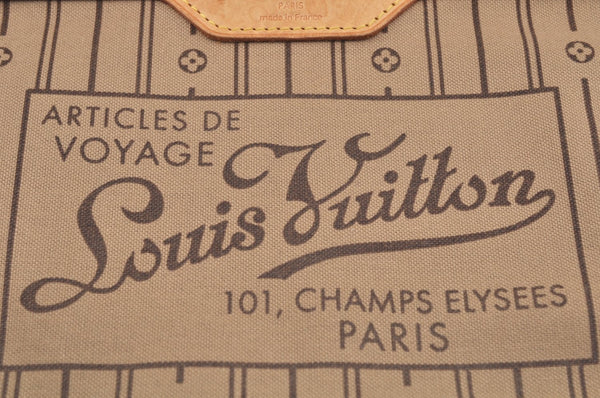 PARIS
made in France
ARTICLES DE
VOYAGE
Louis Vuitton
101, CHAMPS ELYSEES
PARIS